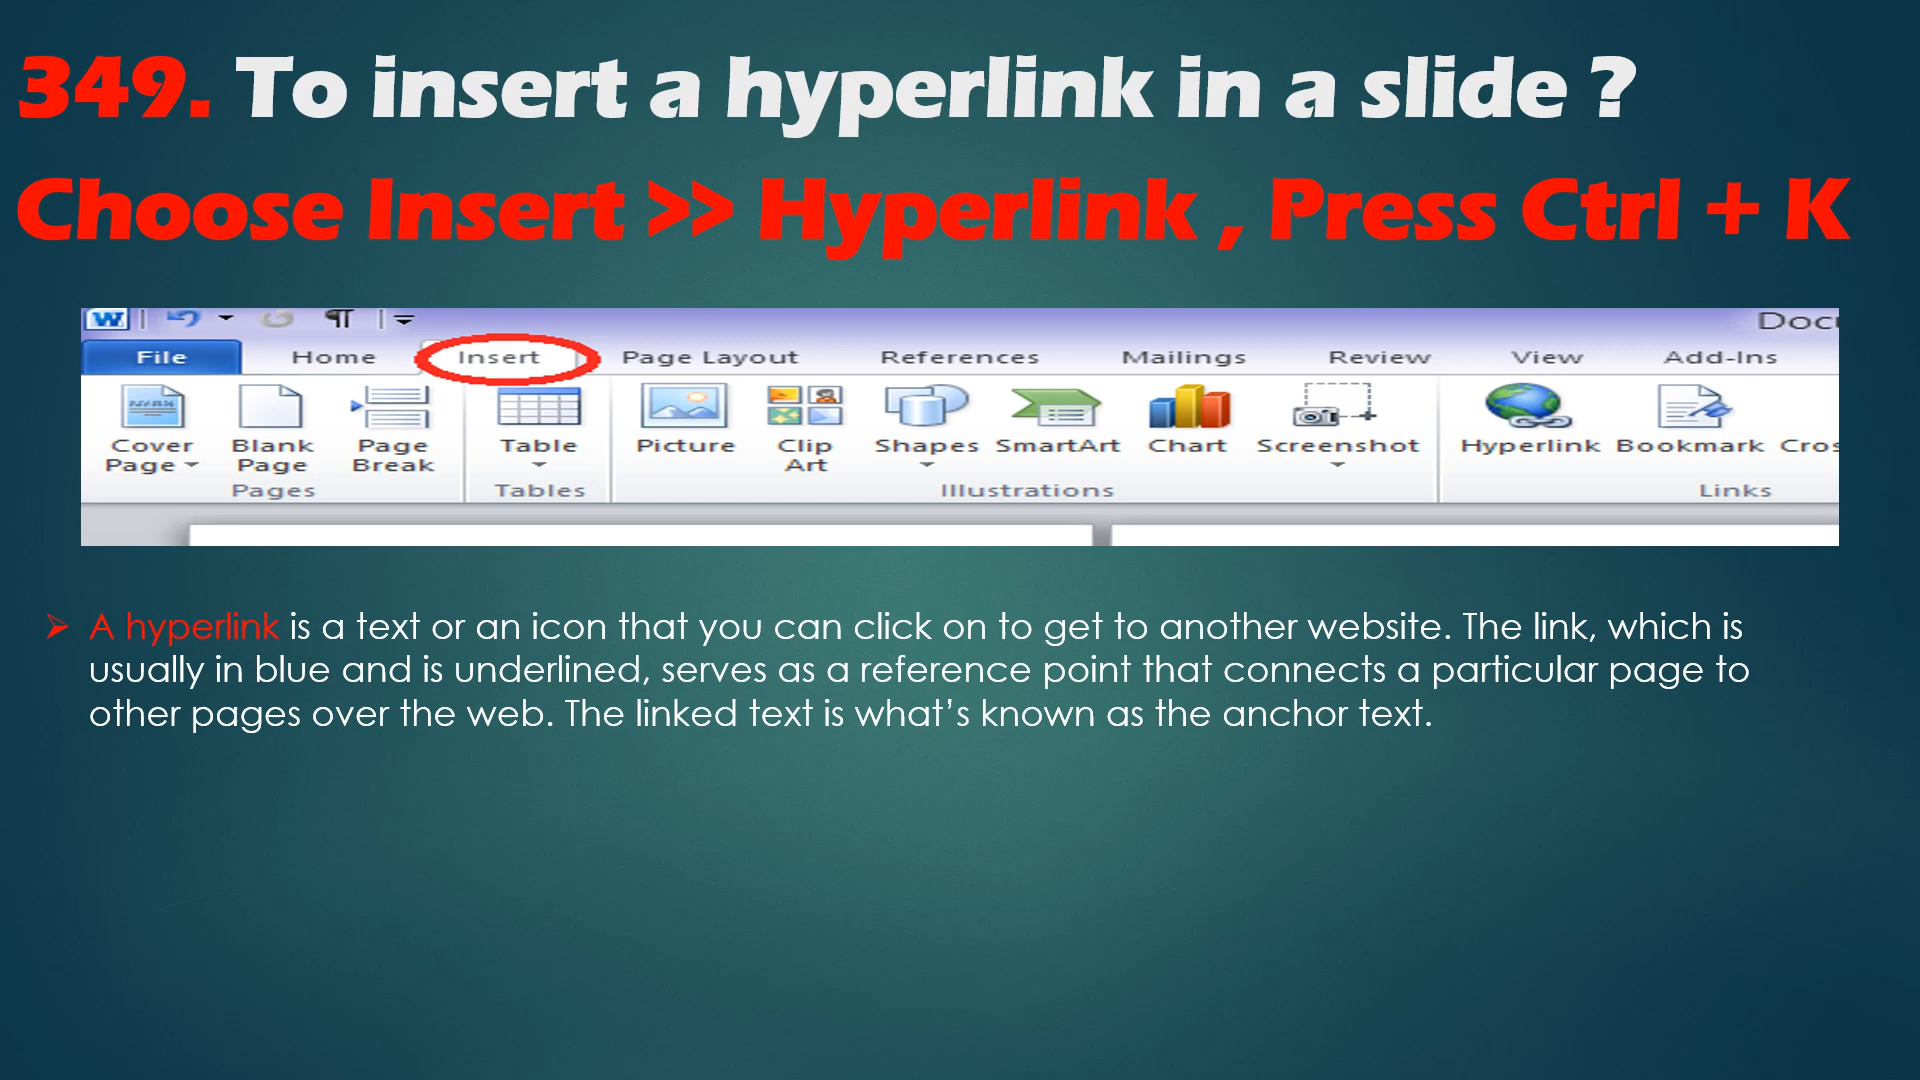 349. To insert a hyperlink in a slide ?
Choose Insert >> Hyperlink , Press Ctrl + K
W
Docu
File Home Insert Page Layout References Mailings Review View Add-Ins
Cover Page
Blank Page
Page Break
Table
Picture
Clip Art
Shapes
SmartArt
Chart
Screenshot
Hyperlink
Bookmark
Cros
Pages Tables Illustrations Links
A hyperlink is a text or an icon that you can click on to get to another website. The link, which is
usually in blue and is underlined, serves as a reference point that connects a particular page to
other pages over the web. The linked text is what’s known as the anchor text.